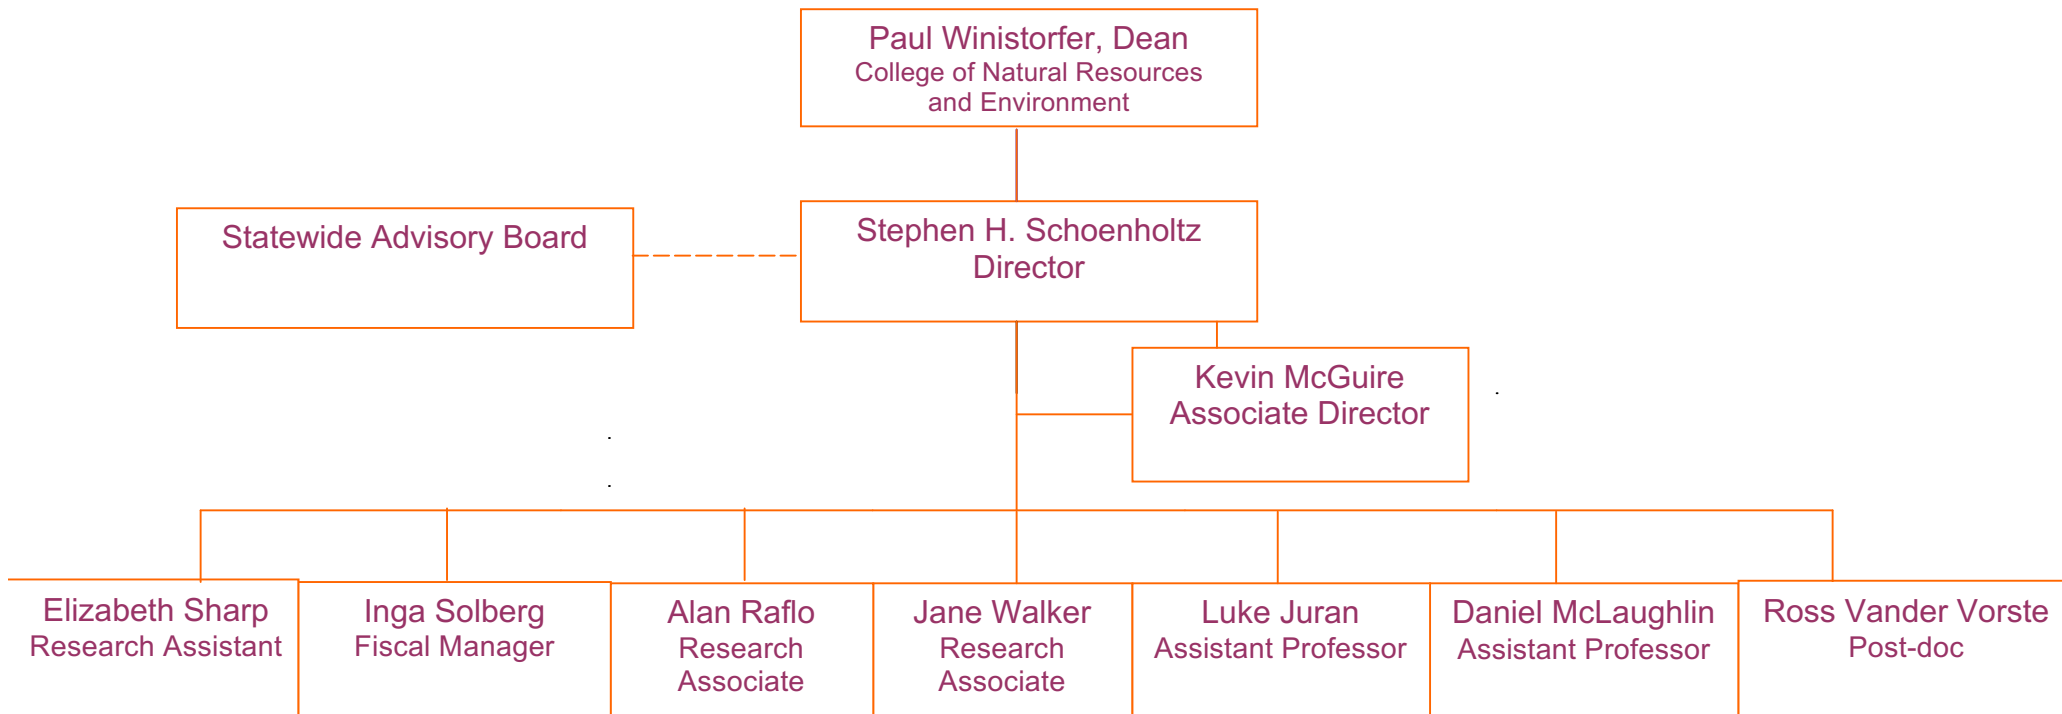 Paul Winistorfer, Dean
College of Natural Resources
and Environment
Statewide Advisory Board
Stephen H. Schoenholtz
Director
Kevin McGuire
Associate Director
Elizabeth Sharp
Research Assistant
Inga Solberg
Fiscal Manager
Alan Raflo
Research
Associate
Jane Walker
Research
Associate
Luke Juran
Assistant Professor
Daniel McLaughlin
Assistant Professor
Ross Vander Vorste
Post-doc